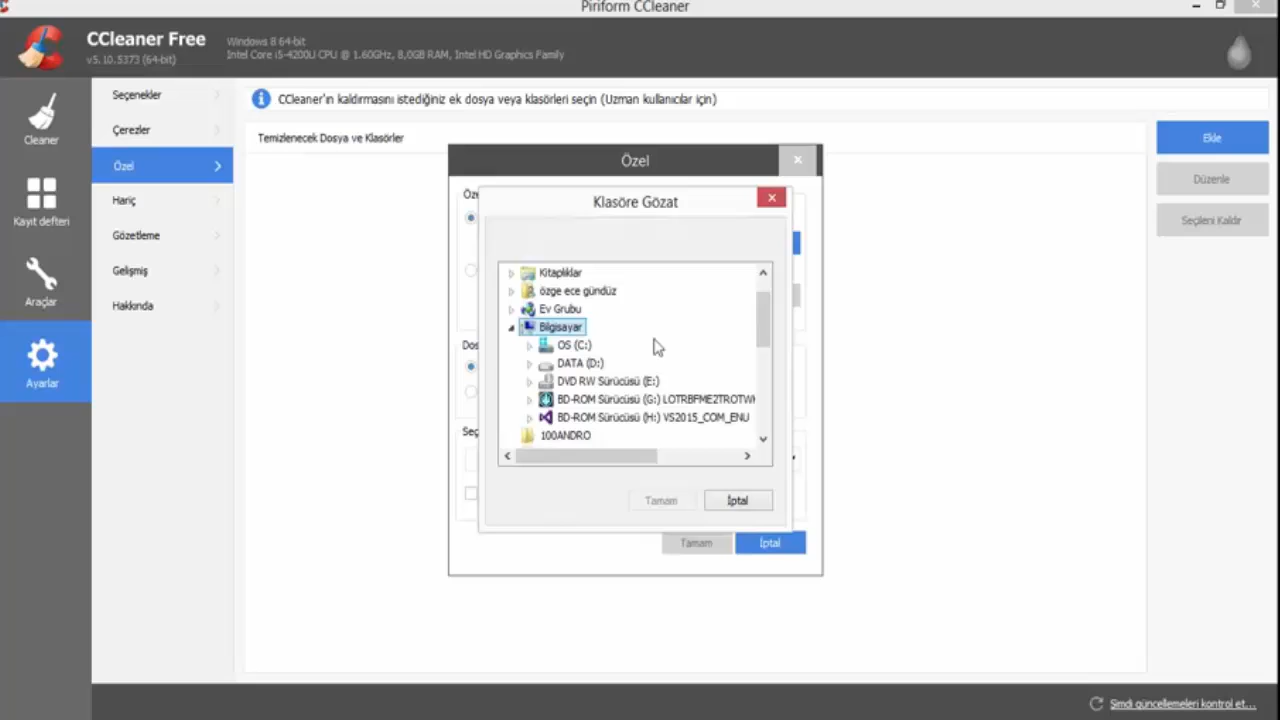 Piriform CCleaner
CCleaner Free
v5.10.5373 (64-bit)
Windows 8 64-bit
Intel Core i5-4200U CPU @ 1.60GHz, 8,0GB RAM, Intel HD Graphics Family
Cleaner
Kayıt defteri
Araçlar
Ayarlar
Seçenekler
Çerezler
Özel
Hariç
Gözetleme
Gelişmiş
Hakkında
CCleaner'ın kaldırmasını istediğiniz ek dosya veya klasörleri seçin (Uzman kullanıcılar için)
Temizlenecek Dosya ve Klasörler
Ekle
Düzenle
Seçileni Kaldır
Özel
Klasöre Gözat
Kitaplıklar
özge ece gündüz
Ev Grubu
Bilgisayar
OS (C:)
DATA (D:)
DVD RW Sürücüsü (E:)
BD-ROM Sürücüsü (G:) LOTRBFME2TROTW
BD-ROM Sürücüsü (H:) VS2015_COM_ENU
100ANDRO
Tamam
İptal
Tamam
İptal
Şimdi güncellemeleri kontrol et...